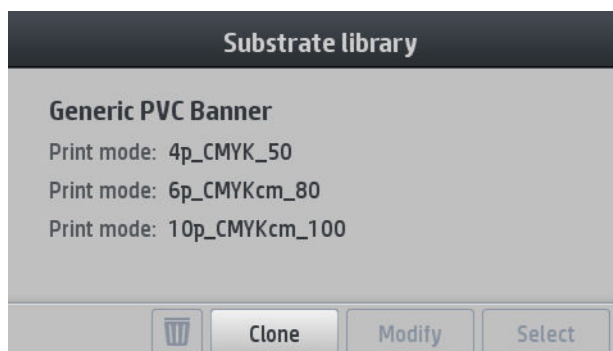 Substrate library
Generic PVC Banner
Print mode: 4p_CMYK_50
Print mode: 6p_CMYKcm_80
Print mode: 10p_CMYKcm_100
Clone Modify Select